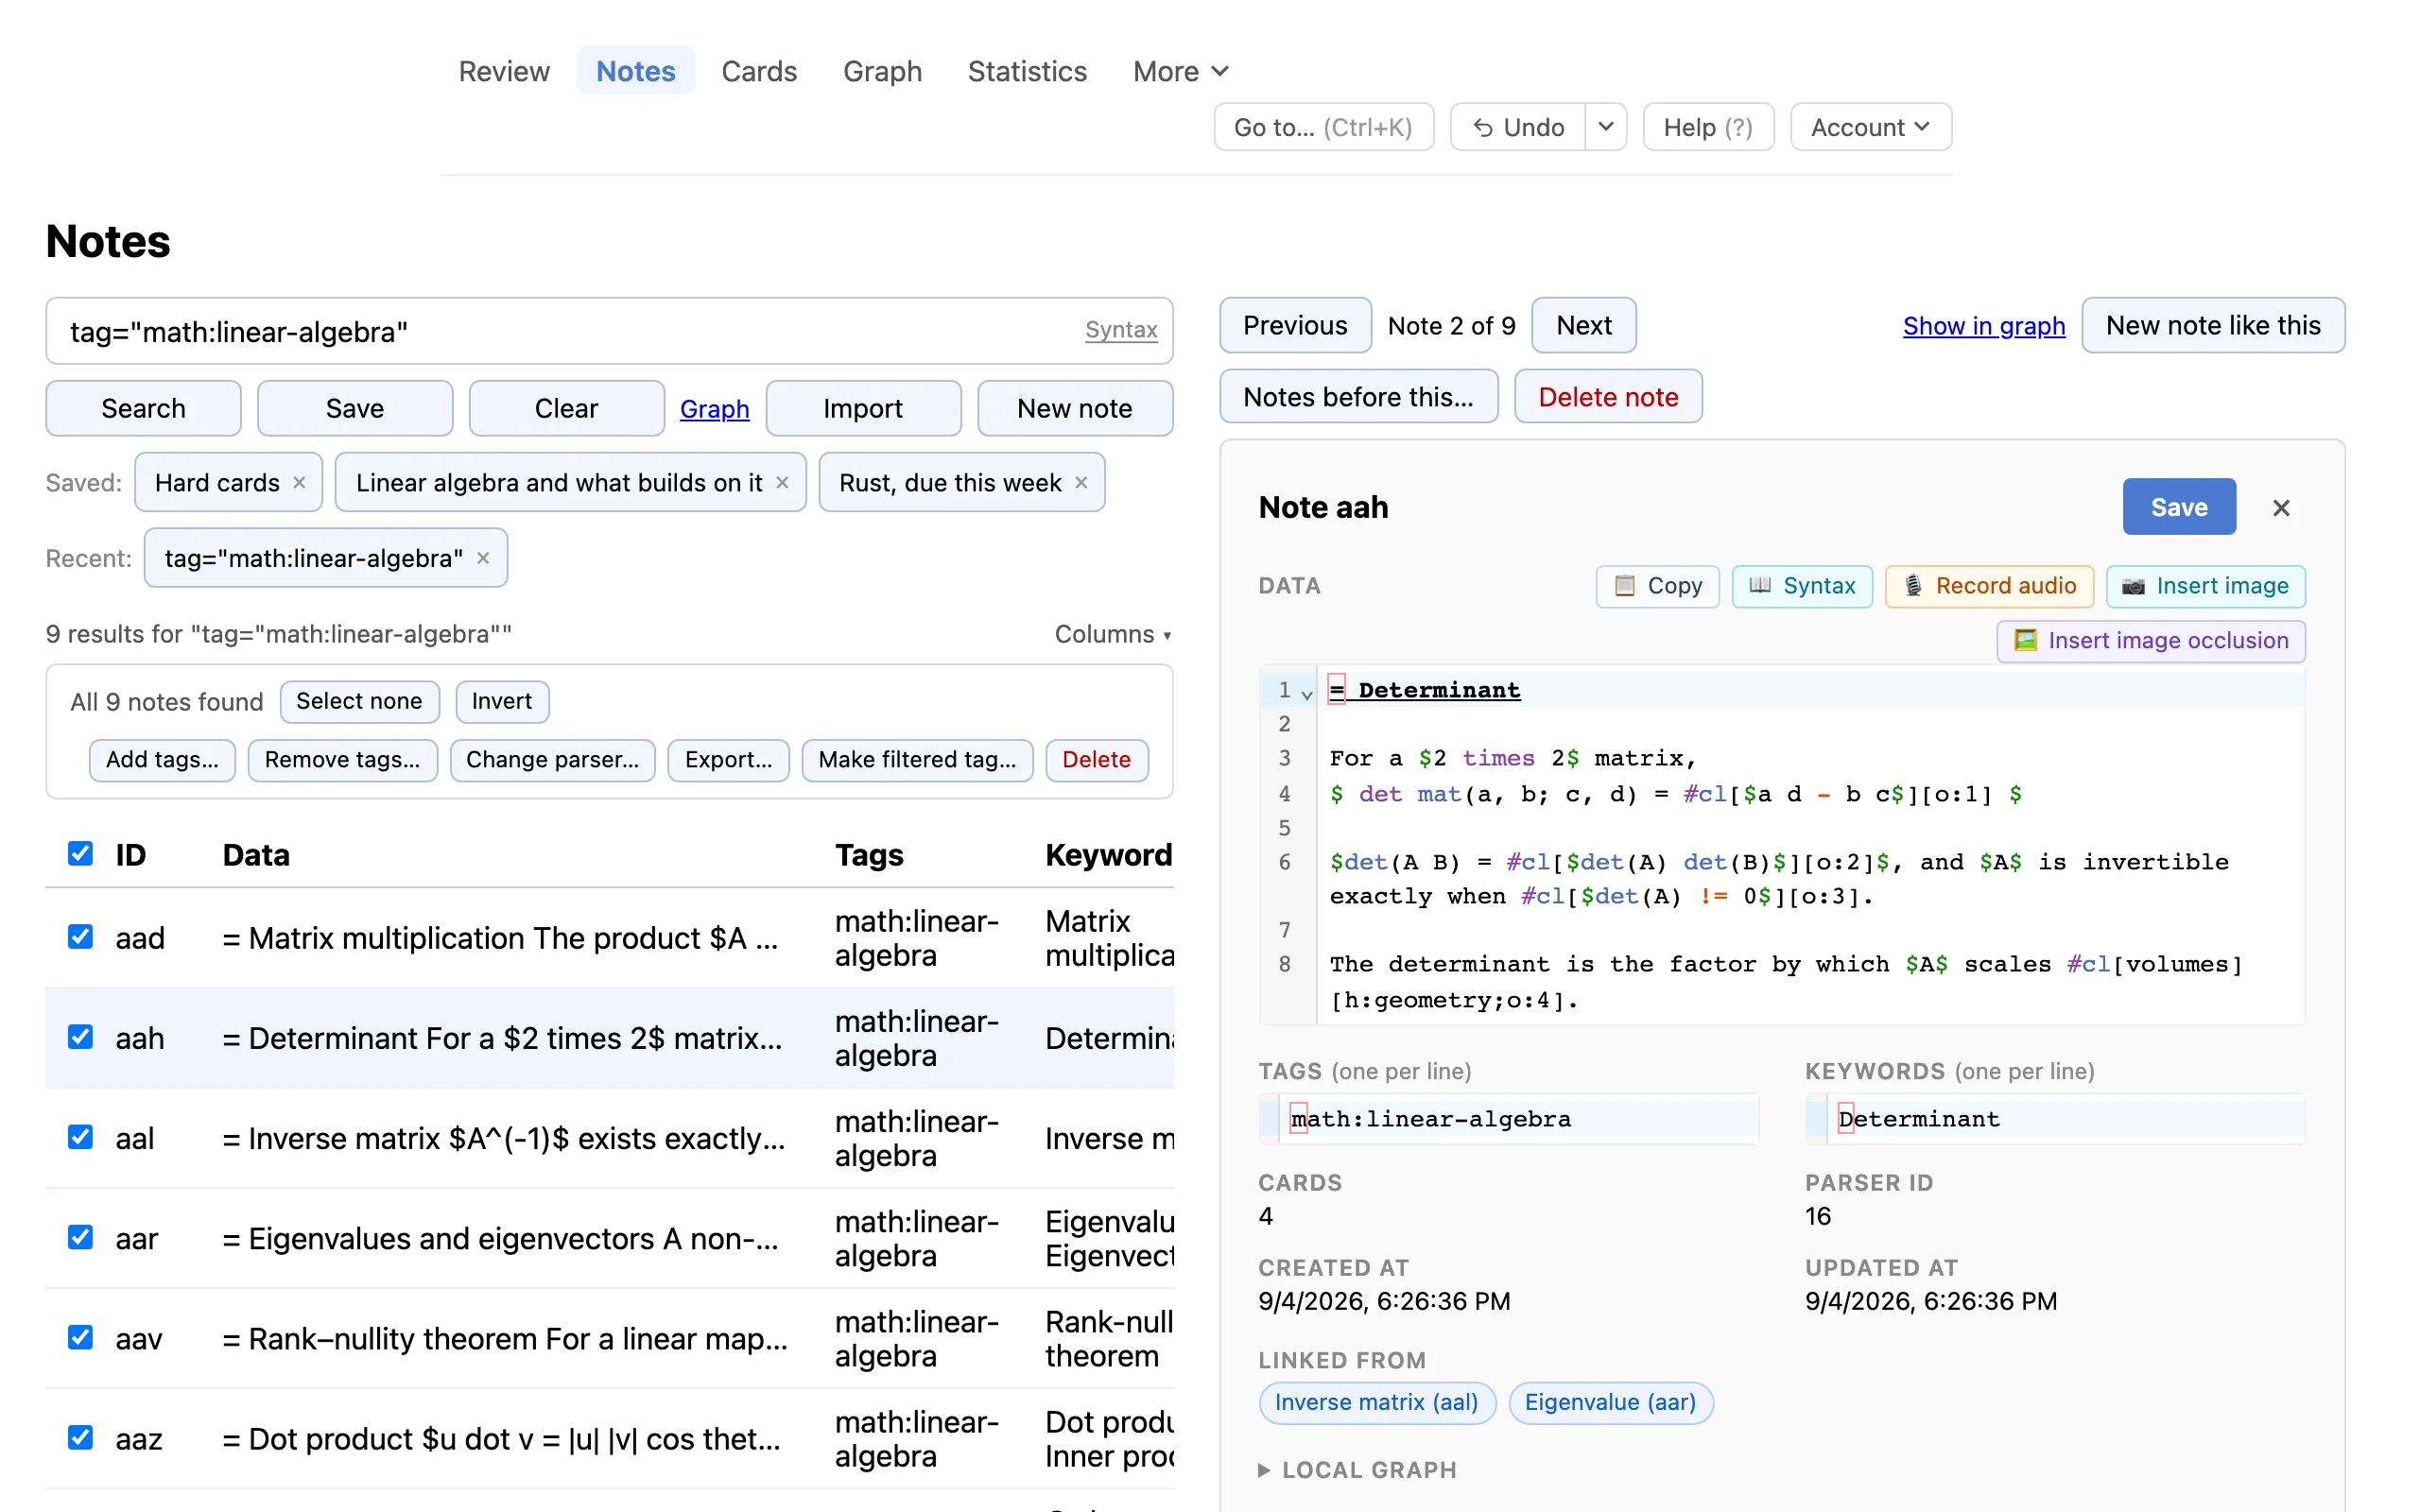 Review Notes Cards Graph Statistics More
Go to... (Ctrl+K) Undo Help (?) Account
Notes
tag="math:linear-algebra" Syntax
Search Save Clear Graph Import New note
Saved: Hard cards × Linear algebra and what builds on it × Rust, due this week ×
Recent: tag="math:linear-algebra" ×
9 results for "tag="math:linear-algebra"" Columns ▾
All 9 notes found Select none Invert
Add tags... Remove tags... Change parser... Export... Make filtered tag... Delete
ID Data Tags Keyword
aad = Matrix multiplication The product $A ... math:linear-algebra Matrix multiplica
aah = Determinant For a $2 times 2$ matrix... math:linear-algebra Determin
aal = Inverse matrix $A^(-1)$ exists exactly... math:linear-algebra Inverse m
aar = Eigenvalues and eigenvectors A non-... math:linear-algebra Eigenvalu Eigenvect
aav = Rank–nullity theorem For a linear map... math:linear-algebra Rank-null theorem
aaz = Dot product $u dot v = |u| |v| cos thet... math:linear-algebra Dot produ Inner proc
Previous Note 2 of 9 Next Show in graph New note like this
Notes before this... Delete note
Note aah Save ×
DATA Copy Syntax Record audio Insert image
Insert image occlusion
1 = Determinant
2
3 For a $2 times 2$ matrix,
4 $ det mat(a, b; c, d) = #cl[$a d - b c$][o:1] $
5
6 $det(A B) = #cl[$det(A) det(B)$][o:2]$, and $A$ is invertible
exactly when #cl[$det(A) != 0$][o:3].
7
8 The determinant is the factor by which $A$ scales #cl[volumes]
[h:geometry;o:4].
TAGS (one per line) KEYWORDS (one per line)
math:linear-algebra Determinant
CARDS PARSER ID
4 16
CREATED AT UPDATED AT
9/4/2026, 6:26:36 PM 9/4/2026, 6:26:36 PM
LINKED FROM
Inverse matrix (aal) Eigenvalue (aar)
LOCAL GRAPH